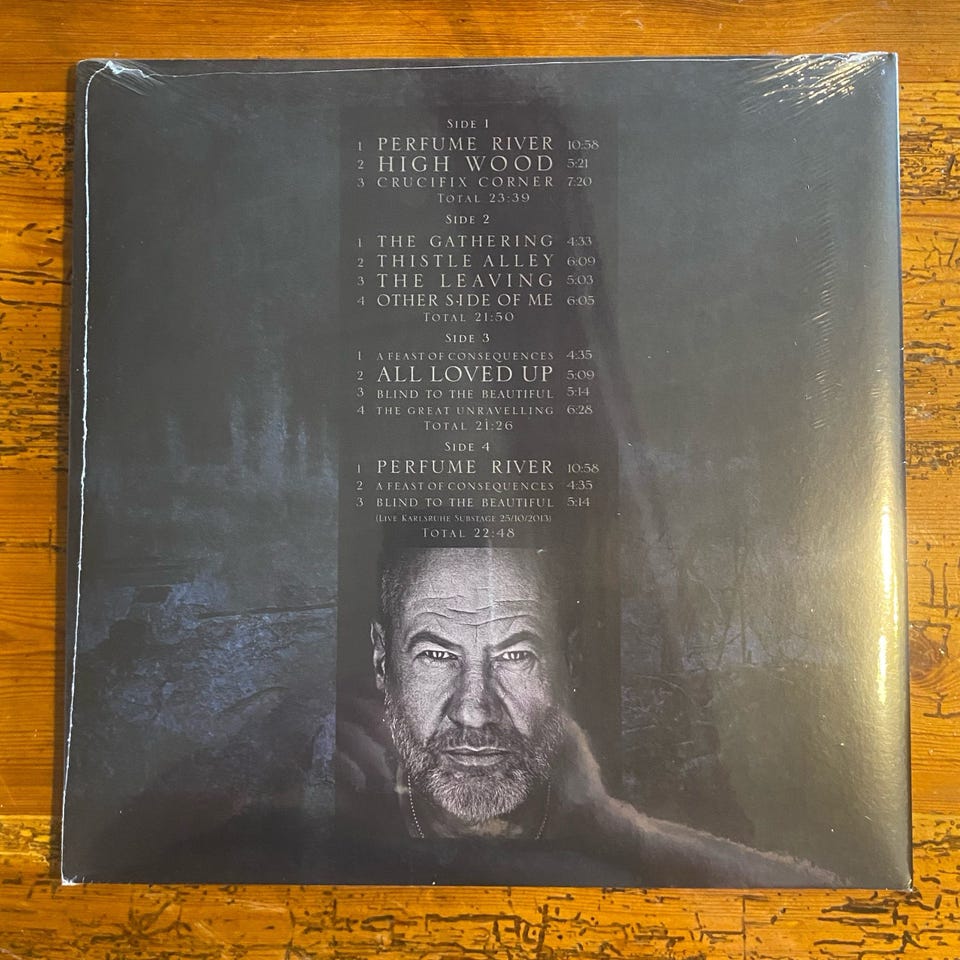 Side 1
1 PERFUME RIVER 10:58
2 HIGH WOOD 5:21
3 CRUCIFIX CORNER 7:20
Total 23:39
Side 2
1 THE GATHERING 4:33
2 THISTLE ALLEY 6:09
3 THE LEAVING 5:03
4 OTHER SIDE OF ME 6:05
Total 21:50
Side 3
1 A FEAST OF CONSEQUENCES 4:35
2 ALL LOVED UP 5:09
3 BLIND TO THE BEAUTIFUL 5:14
4 THE GREAT UNRAVELLING 6:28
Total 21:26
Side 4
1 PERFUME RIVER 10:58
2 A FEAST OF CONSEQUENCES 4:35
3 BLIND TO THE BEAUTIFUL 5:14
(Live Karlsruhe Substage 25/10/2013)
Total 22:48